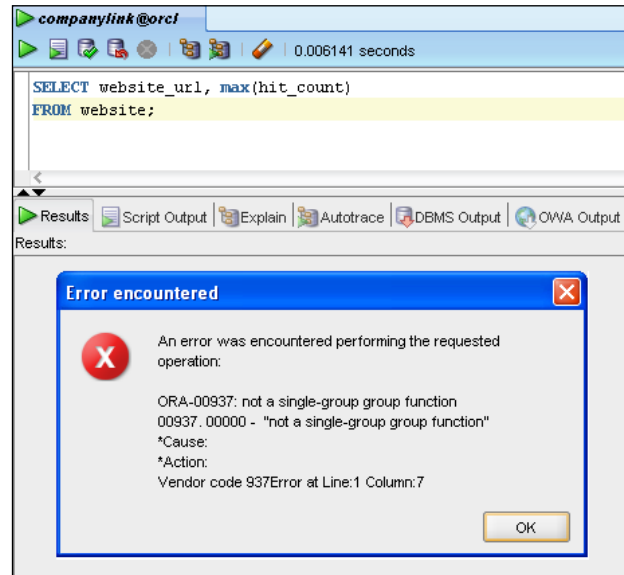 companylink@orcl
0.006141 seconds
SELECT website_url, max(hit_count)
FROM website;
Results Script Output Explain Autotrace DBMS Output OWA Output
Results:
Error encountered
An error was encountered performing the requested
operation:
ORA-00937: not a single-group group function
00937. 00000 - "not a single-group group function"
*Cause:
*Action:
Vendor code 937Error at Line:1 Column:7
OK